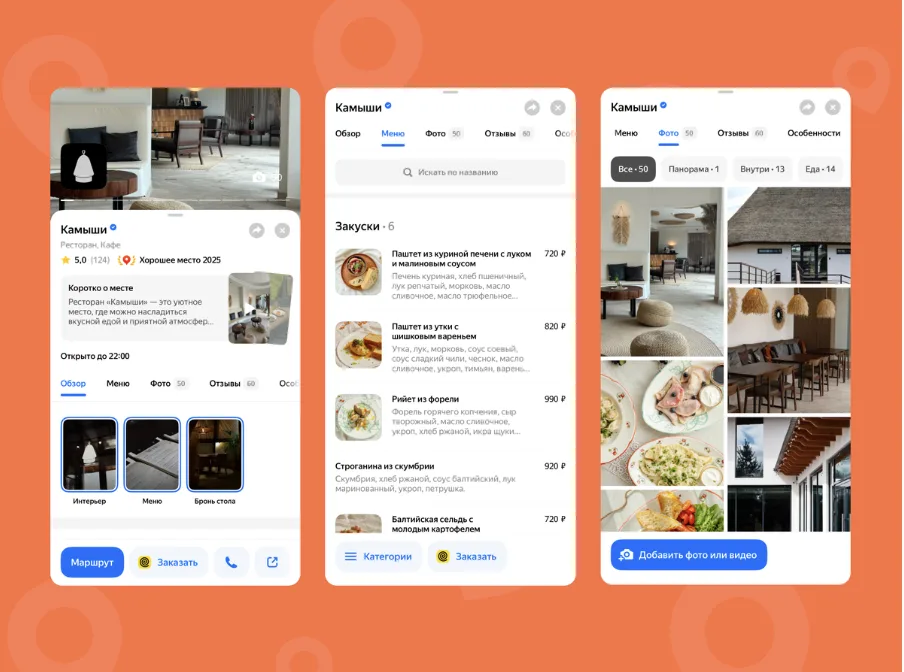 Камыши
Ресторан, Кафе
5,0 (124) Хорошее место 2025
Коротко о месте
Ресторан «Камыши» — это уютное
место, где можно насладиться
вкусной едой и приятной атмосфер...
Открыто до 22:00
Обзор Меню Фото 50 Отзывы 60 Осо
Интерьер Меню Бронь стола
Маршрут Заказать
Камыши
Обзор Меню Фото 50 Отзывы 60 Особ
Искать по названию
Закуски • 6
Паштет из куриной печени с луком
и малиновым соусом
720 ₽
Печень куриная, хлеб пшеничный,
лук репчатый, морковь, масло
сливочное, масло трюфельное...
Паштет из утки с
шишковым вареньем
820 ₽
Утка, лук, морковь, соус соевый,
соус сладкий чили, чеснок, масло
сливочное, укроп, тимьян, варень...
Рийет из форели
990 ₽
Форель горячего копчения, сыр
творожный, масло сливочное,
укроп, хлеб ржаной, икра щуки...
Строганина из скумбрии
920 ₽
Скумбрия, хлеб ржаной, соус балтийский, лук
маринованный, укроп, петрушка.
Балтийская сельдь с
молодым картофелем
720 ₽
Категории Заказать
Камыши
Меню Фото 50 Отзывы 60 Особенности
Все • 50 Панорама • 1 Внутри • 13 Еда • 14
Добавить фото или видео